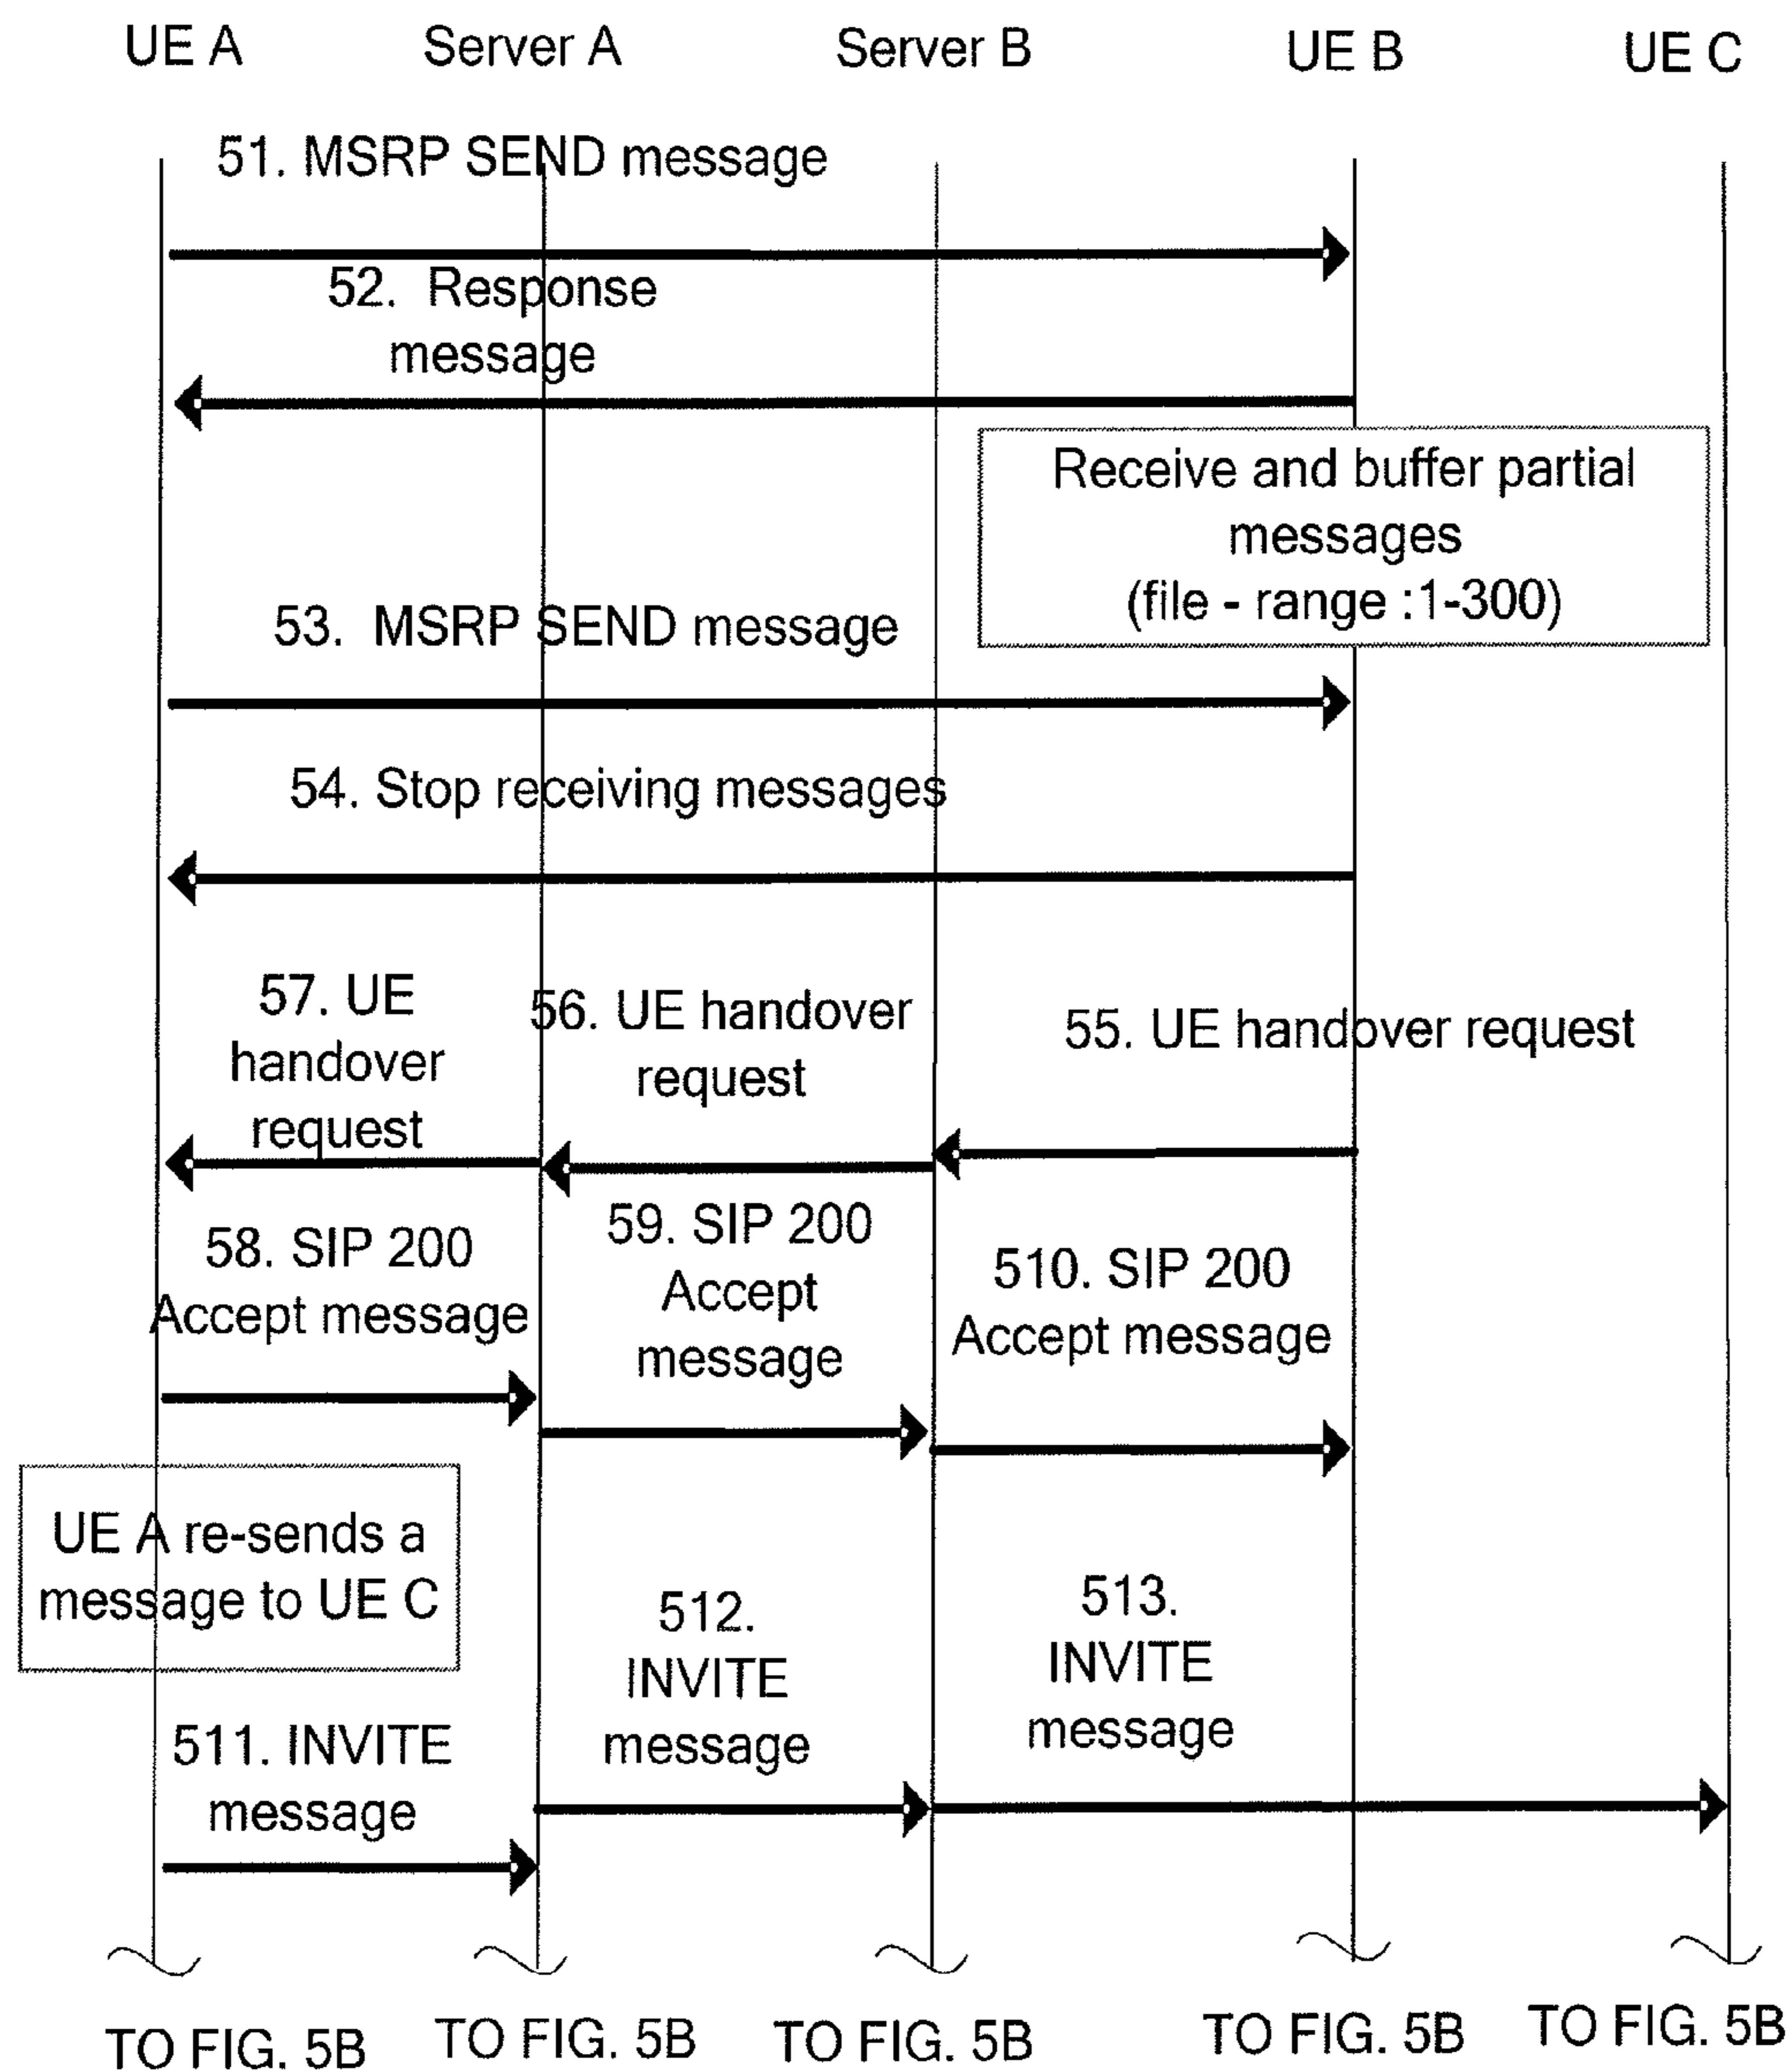 UE A
Server A
Server B
UE B
UE C
51. MSRP SEND message
52. Response
message
Receive and buffer partial
messages
(file - range :1-300)
53. MSRP SEND message
54. Stop receiving messages
57. UE
handover
request
56. UE handover
request
55. UE handover request
58. SIP 200
Accept message
59. SIP 200
Accept
message
510. SIP 200
Accept message
UE A re-sends a
message to UE C
511. INVITE
message
512.
INVITE
message
513.
INVITE
message
TO FIG. 5B
TO FIG. 5B
TO FIG. 5B
TO FIG. 5B
TO FIG. 5B